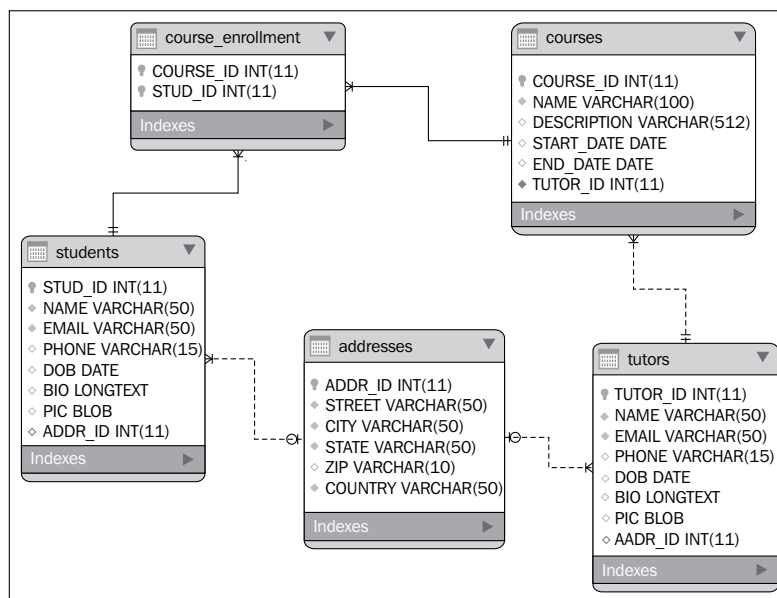 course_enrollment
COURSE_ID INT(11)
STUD_ID INT(11)
Indexes
courses
COURSE_ID INT(11)
NAME VARCHAR(100)
DESCRIPTION VARCHAR(512)
START_DATE DATE
END_DATE DATE
TUTOR_ID INT(11)
Indexes
students
STUD_ID INT(11)
NAME VARCHAR(50)
EMAIL VARCHAR(50)
PHONE VARCHAR(15)
DOB DATE
BIO LONGTEXT
PIC BLOB
ADDR_ID INT(11)
Indexes
addresses
ADDR_ID INT(11)
STREET VARCHAR(50)
CITY VARCHAR(50)
STATE VARCHAR(50)
ZIP VARCHAR(10)
COUNTRY VARCHAR(50)
Indexes
tutors
TUTOR_ID INT(11)
NAME VARCHAR(50)
EMAIL VARCHAR(50)
PHONE VARCHAR(15)
DOB DATE
BIO LONGTEXT
PIC BLOB
AADR_ID INT(11)
Indexes